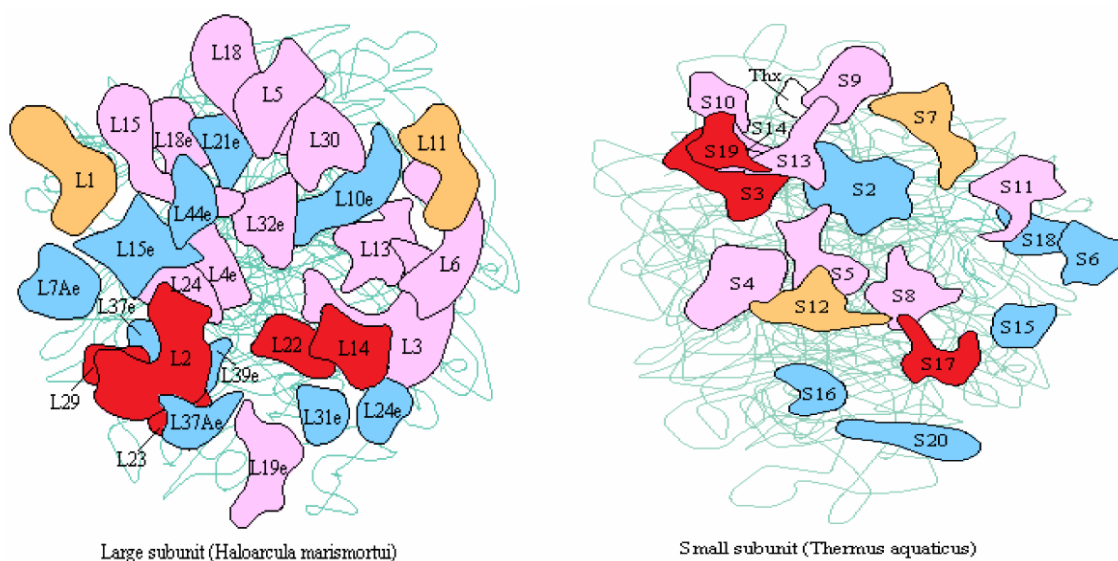 L18
L5
L15
L18e
L21e
L30
L11
L1
L44e
L10e
L32e
L15e
L13
L6
L7Ae
L24
L4e
L37e
L2
L22
L14
L3
L39e
L29
L37Ae
L31e
L24e
L23
L19e
Large subunit (Haloarcula marismortui)
Thx
S9
S10
S14
S7
S19
S13
S3
S2
S11
S18
S6
S4
S5
S8
S12
S15
S17
S16
S20
Small subunit (Thermus aquaticus)